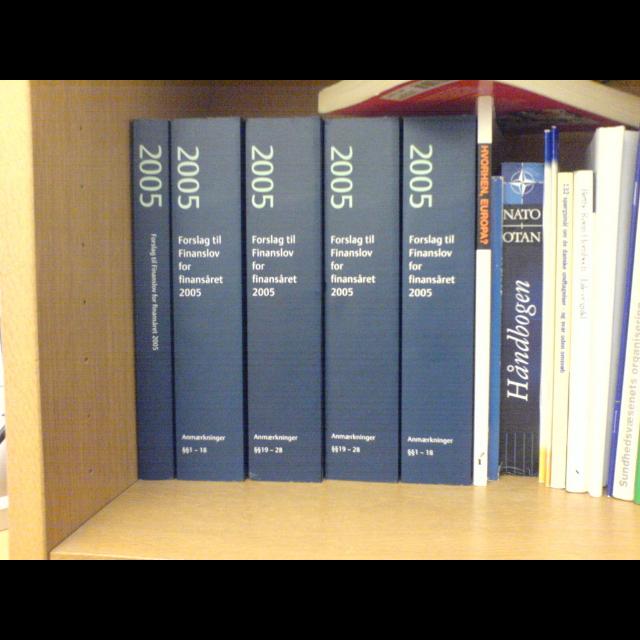 2005
Forslag til Finanslov for finansåret 2005
2005
Forslag til
Finanslov
for
finansåret
2005
Anmærkninger
§§1 - 18
2005
Forslag til
Finanslov
for
finansåret
2005
Anmærkninger
§§19 - 28
2005
Forslag til
Finanslov
for
finansåret
2005
Anmærkninger
§§19 - 28
2005
Forslag til
Finanslov
for
finansåret
2005
Anmærkninger
§§1 - 18
HVORHEN, EUROPA?
NATO
OTAN
Håndbogen
Sundhedsvæsenets